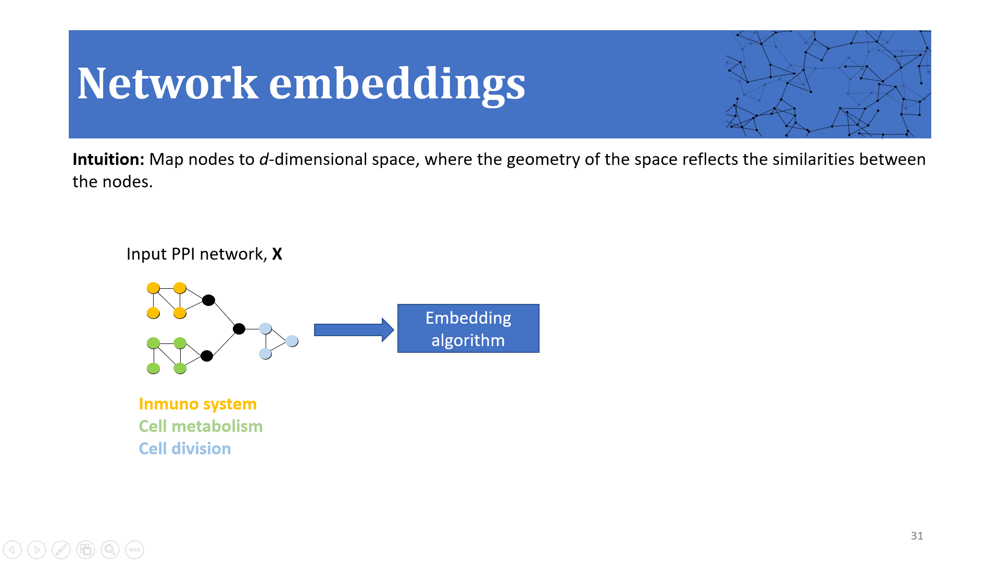 Network embeddings
Intuition: Map nodes to d-dimensional space, where the geometry of the space reflects the similarities between
the nodes.
Input PPI network, X
Embedding
algorithm
Inmuno system
Cell metabolism
Cell division
31